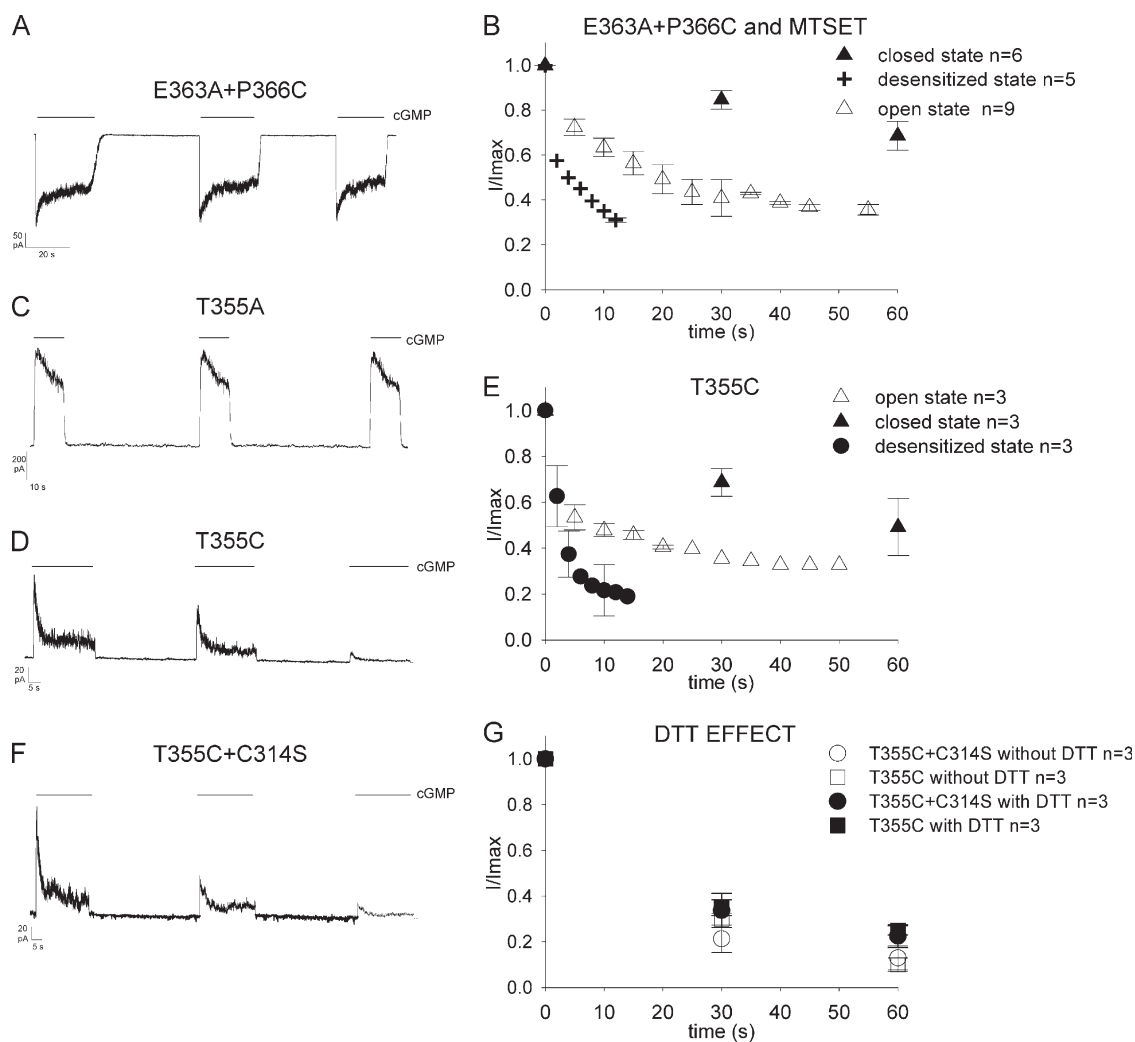 A
E363A+P366C
cGMP
50
pA
20 s
B
E363A+P366C and MTSET
closed state n=6
desensitized state n=5
open state n=9
I/Imax
1.0
0.8
0.6
0.4
0.2
0.0
0 10 20 30 40 50 60
time (s)
C
T355A
cGMP
200
pA
10 s
D
T355C
cGMP
20
pA
5 s
E
T355C
open state n=3
closed state n=3
desensitized state n=3
I/Imax
1.0
0.8
0.6
0.4
0.2
0.0
0 10 20 30 40 50 60
time (s)
F
T355C+C314S
cGMP
20
pA
5 s
G
DTT EFFECT
T355C+C314S without DTT n=3
T355C without DTT n=3
T355C+C314S with DTT n=3
T355C with DTT n=3
I/Imax
1.0
0.8
0.6
0.4
0.2
0.0
0 10 20 30 40 50 60
time (s)